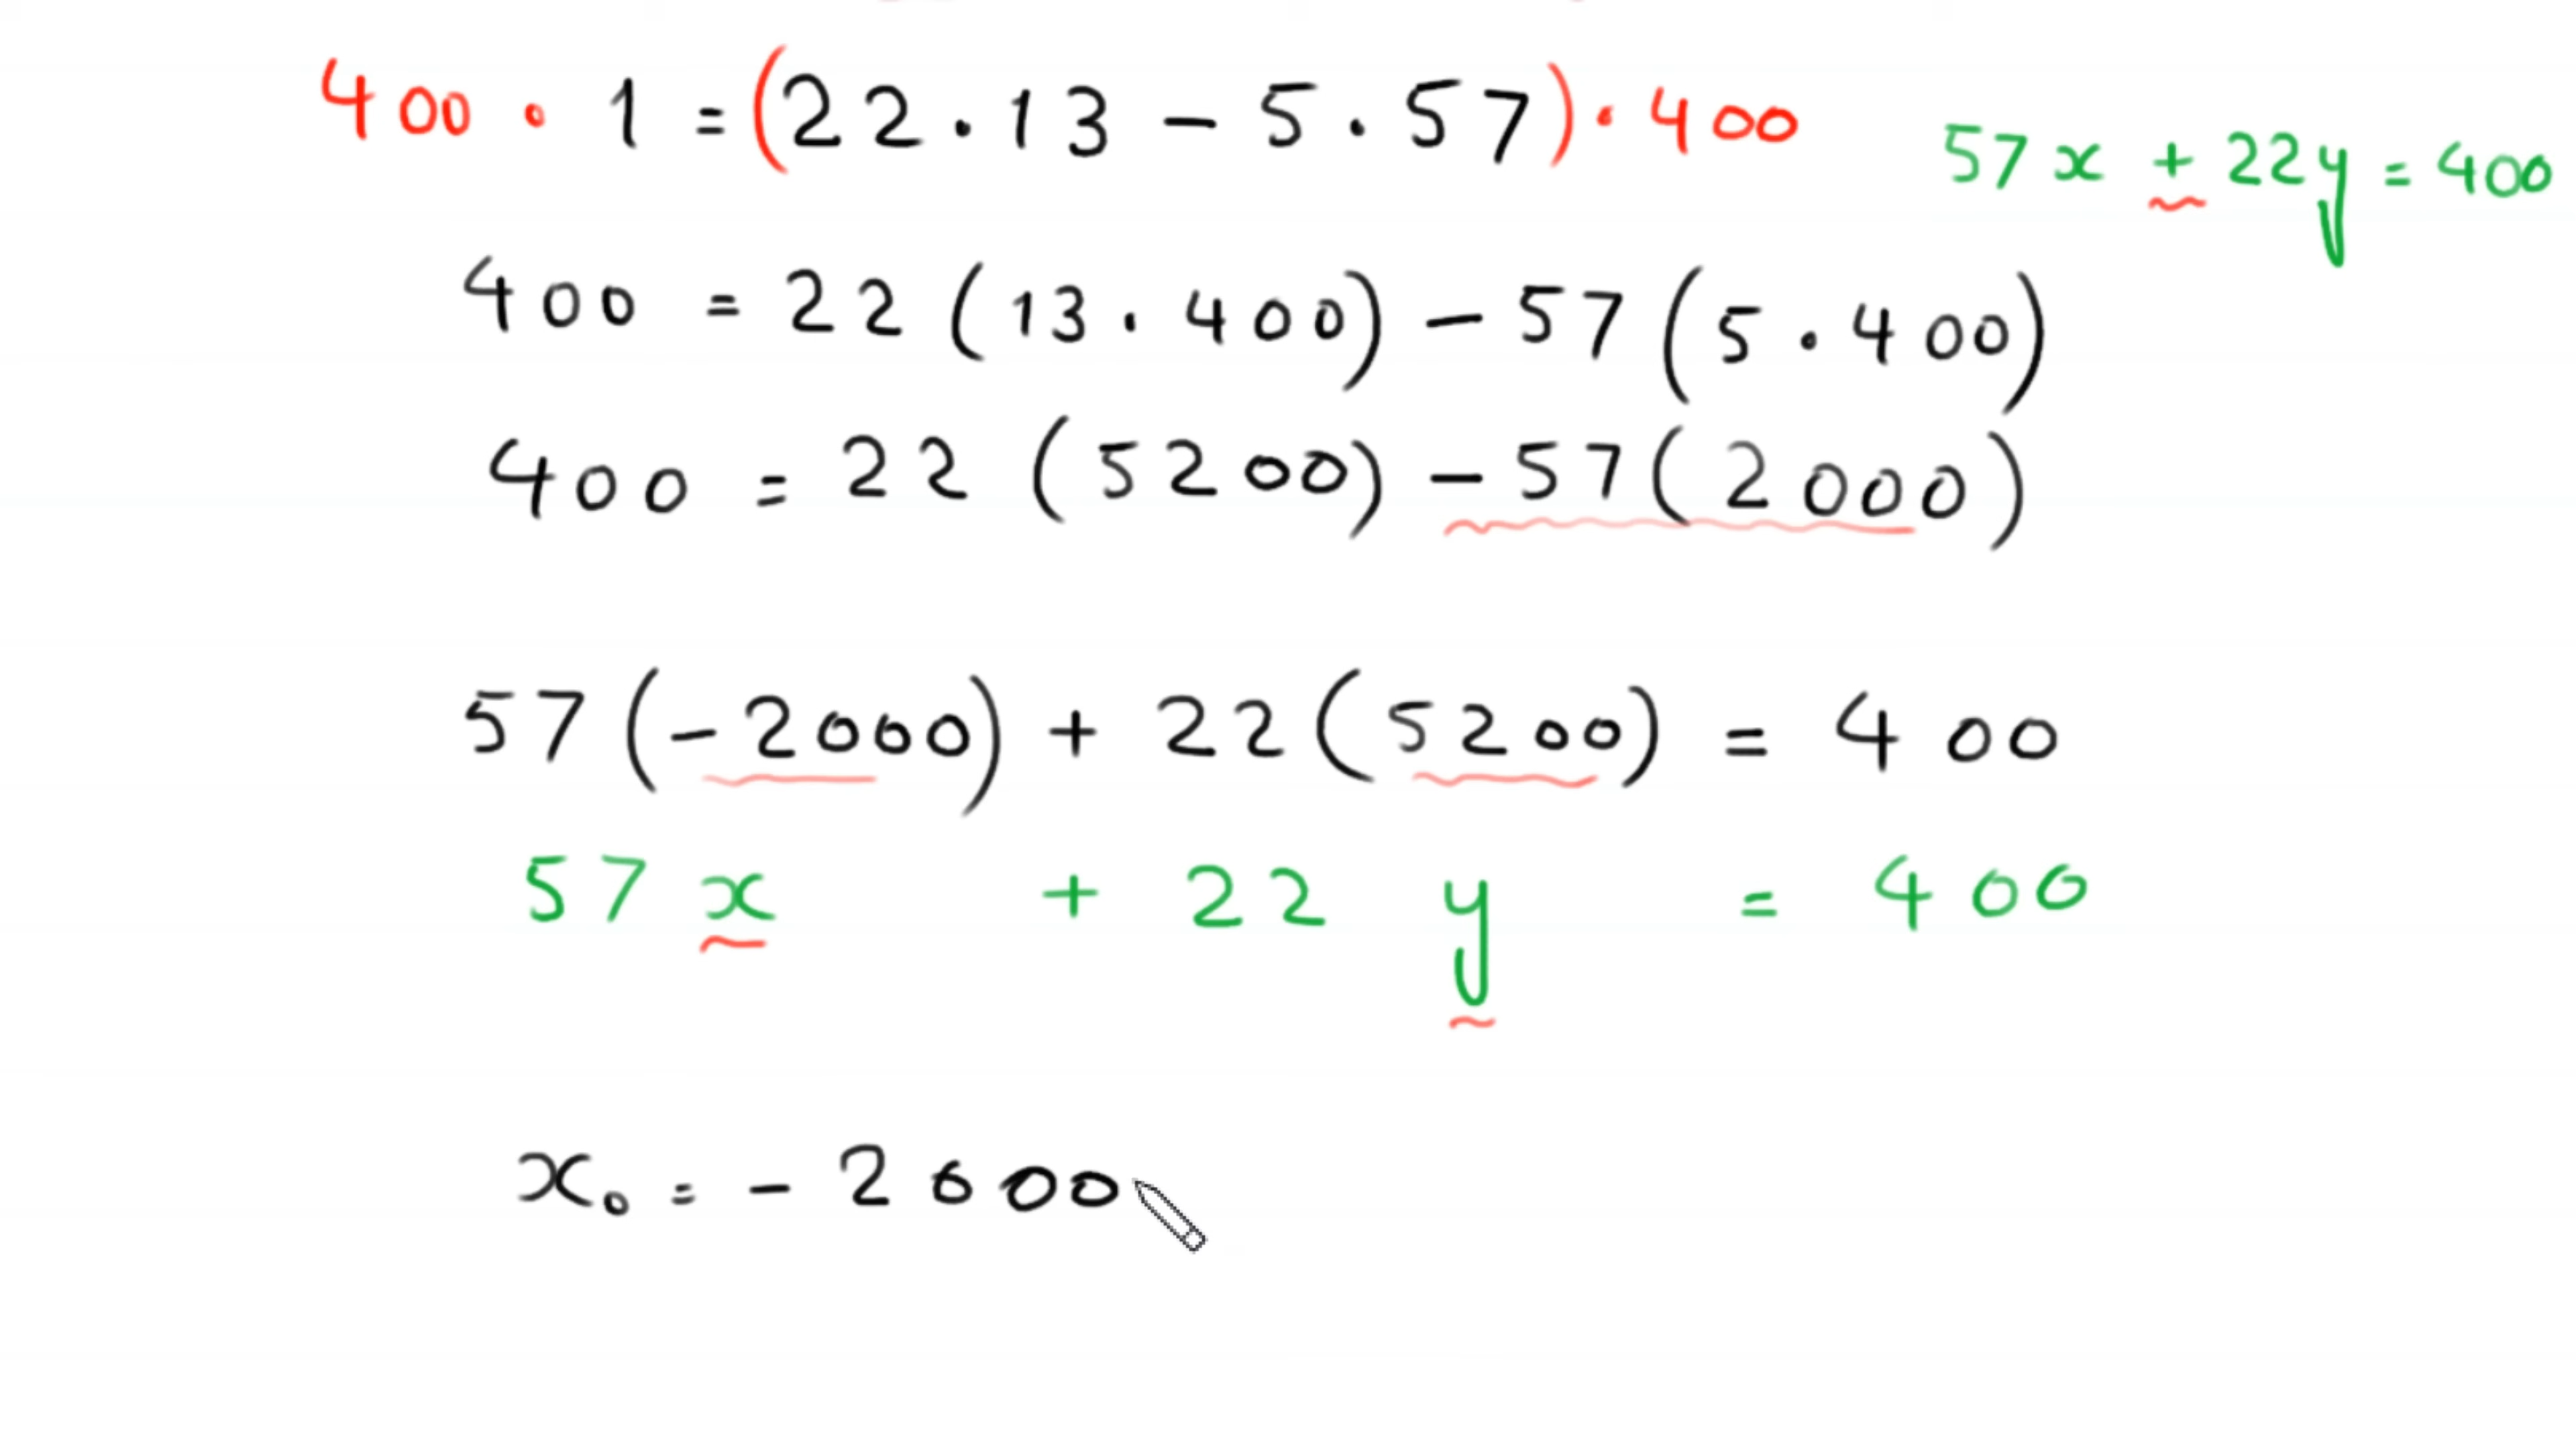 400 · 1 = (22 · 13 - 5 · 57) · 400
57x + 22y = 400
400 = 22 (13 · 400) - 57 (5 · 400)
400 = 22 (5200) - 57 (2000)
57 (-2000) + 22 (5200) = 400
57x + 22 y = 400
x₀ = -2000